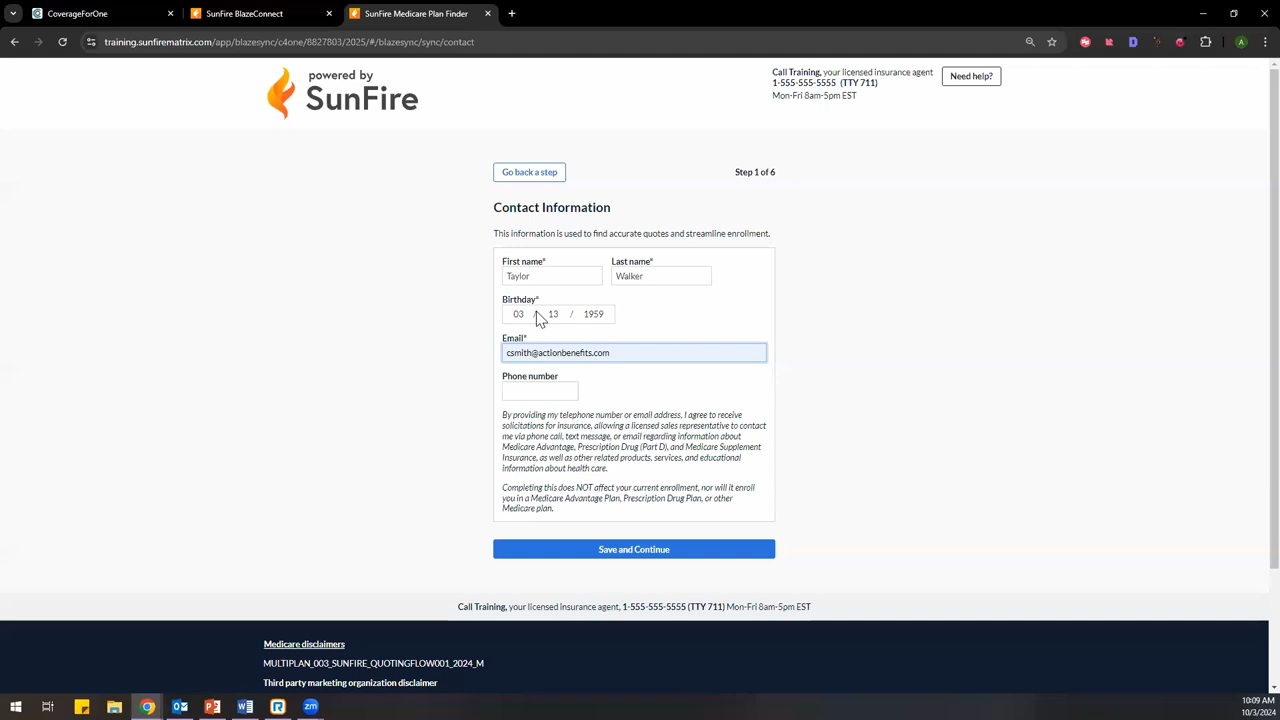 CoverageForOne
SunFire BlazeConnect
SunFire Medicare Plan Finder
training.sunfirematrix.com/app/blazesync/c4one/8827803/2025/#/blazesync/sync/contact
powered by
SunFire
Call Training, your licensed insurance agent
1-555-555-5555 (TTY 711)
Mon-Fri 8am-5pm EST
Need help?
Go back a step
Step 1 of 6
Contact Information
This information is used to find accurate quotes and streamline enrollment.
First name*
Last name*
Taylor
Walker
Birthday*
03 / 13 / 1959
Email*
csmith@actionbenefits.com
Phone number
By providing my telephone number or email address, I agree to receive
solicitations for insurance, allowing a licensed sales representative to contact
me via phone call, text message, or email regarding information about
Medicare Advantage, Prescription Drug (Part D), and Medicare Supplement
Insurance, as well as other related products, services, and educational
information about health care.
Completing this does NOT affect your current enrollment, nor will it enroll
you in a Medicare Advantage Plan, Prescription Drug Plan, or other
Medicare plan.
Save and Continue
Call Training, your licensed insurance agent, 1-555-555-5555 (TTY 711) Mon-Fri 8am-5pm EST
Medicare disclaimers
MULTIPLAN_003_SUNFIRE_QUOTINGFLOW001_2024_M
Third party marketing organization disclaimer
10:09 AM
10/3/2024